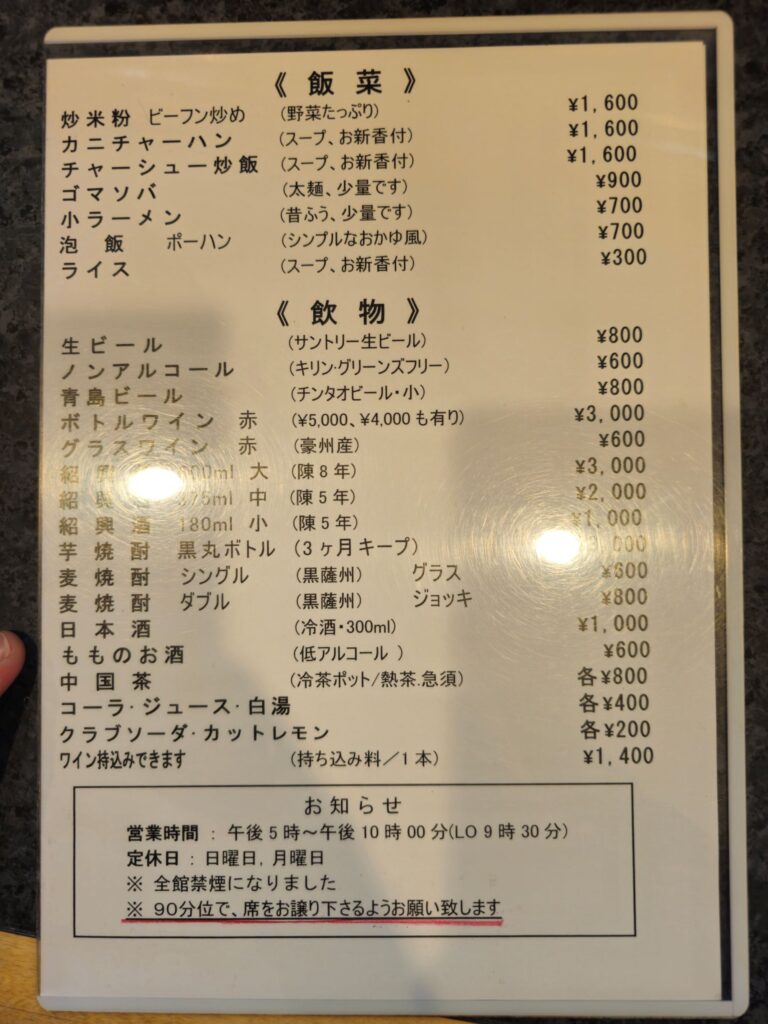 《 飯 菜 》
炒米粉 ビーフン炒め (野菜たっぷり) ¥1,600
カニチャーハン (スープ、お新香付) ¥1,600
チャーシュー炒飯 (スープ、お新香付) ¥1,600
ゴマソバ (太麺、少量です) ¥900
小ラーメン (昔ふう、少量です) ¥700
泡 飯 ポーハン (シンプルなおかゆ風) ¥700
ライス (スープ、お新香付) ¥300
《 飲 物 》
生ビール (サントリー生ビール) ¥800
ノンアルコール (キリン・グリーンズフリー) ¥600
青島ビール (チンタオビール・小) ¥800
ボトルワイン 赤 (¥5,000、¥4,000も有り) ¥3,000
グラスワイン 赤 (豪州産) ¥600
紹 興 00ml 大 (陳8年) ¥3,000
紹 興 375ml 中 (陳5年) ¥2,000
紹 興 酒 180ml 小 (陳5年) ¥1,000
芋 焼 酎 黒丸ボトル (3ヶ月キープ)
麦 焼 酎 シングル (黒薩州) グラス ¥600
麦 焼 酎 ダブル (黒薩州) ジョッキ ¥800
日 本 酒 (冷酒・300ml) ¥1,000
もものお酒 (低アルコール ) ¥600
中 国 茶 (冷茶ポット/熱茶.急須) 各¥800
コーラ・ジュース・白湯 各¥400
クラブソーダ・カットレモン 各¥200
ワイン持込みできます (持ち込み料／1本) ¥1,400
お 知 ら せ
営業時間 : 午後5時～午後10時00分(LO 9時30分)
定休日 : 日曜日, 月曜日
※ 全館禁煙になりました
※ 90分位で、席をお譲り下さるようお願い致します